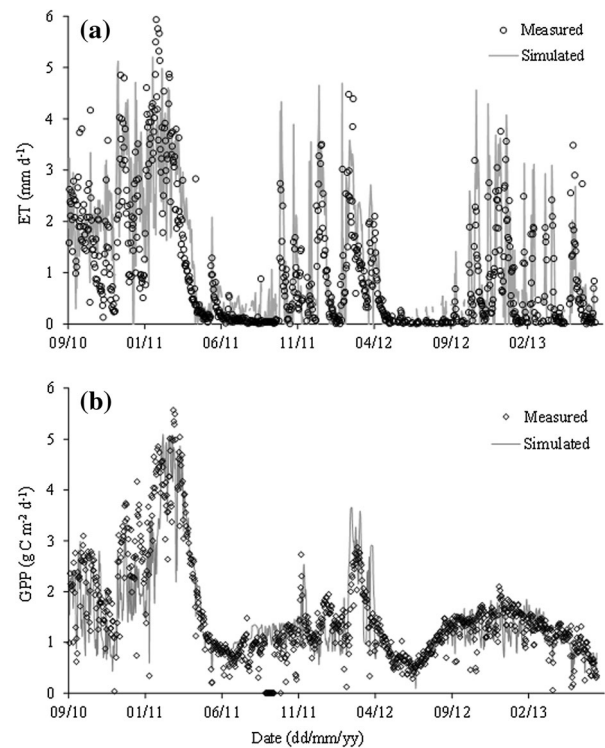 (a)
Measured
Simulated
ET (mm d-1)
6
5
4
3
2
1
0
09/10 01/11 06/11 11/11 04/12 09/12 02/13
(b)
Measured
Simulated
GPP (g C m-2 d-1)
6
5
4
3
2
1
0
09/10 01/11 06/11 11/11 04/12 09/12 02/13
Date (dd/mm/yy)